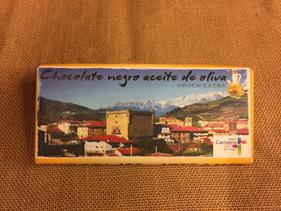 Chocolate negro aceite de oliva
VIRGEN EXTRA
Cantabria